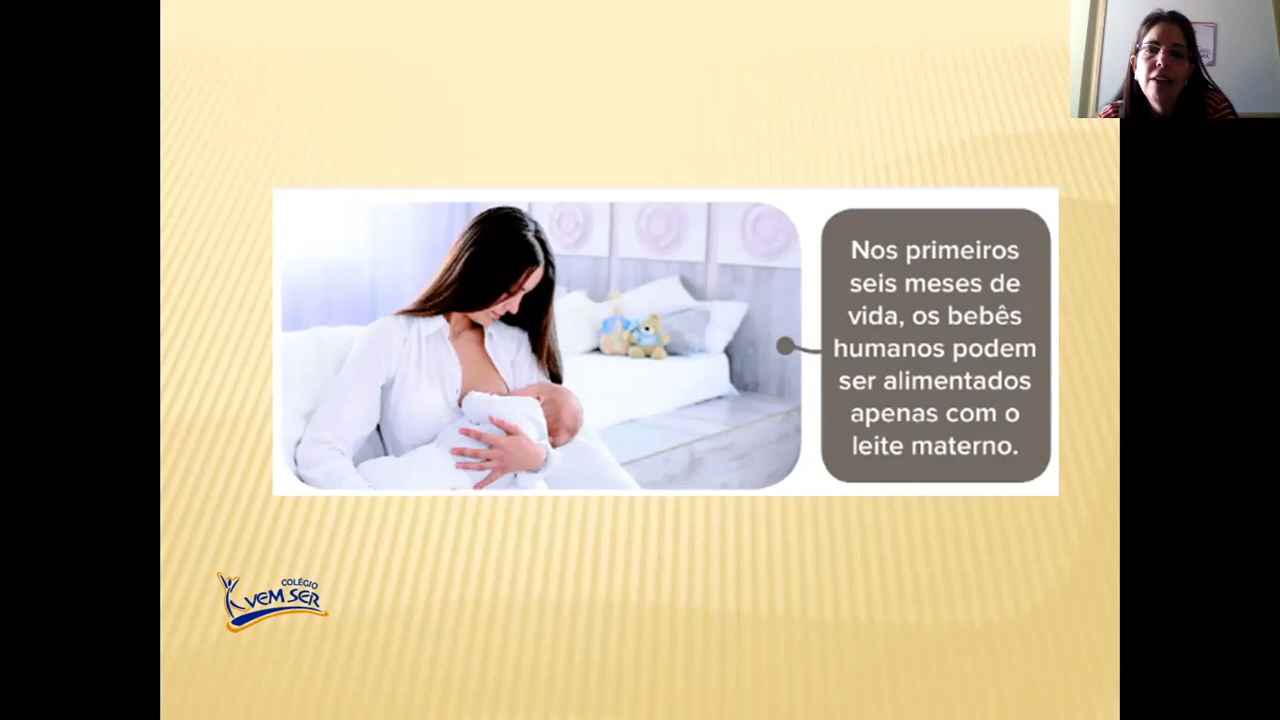 Nos primeiros
seis meses de
vida, os bebês
humanos podem
ser alimentados
apenas com o
leite materno.
COLÉGIO
VEM SER